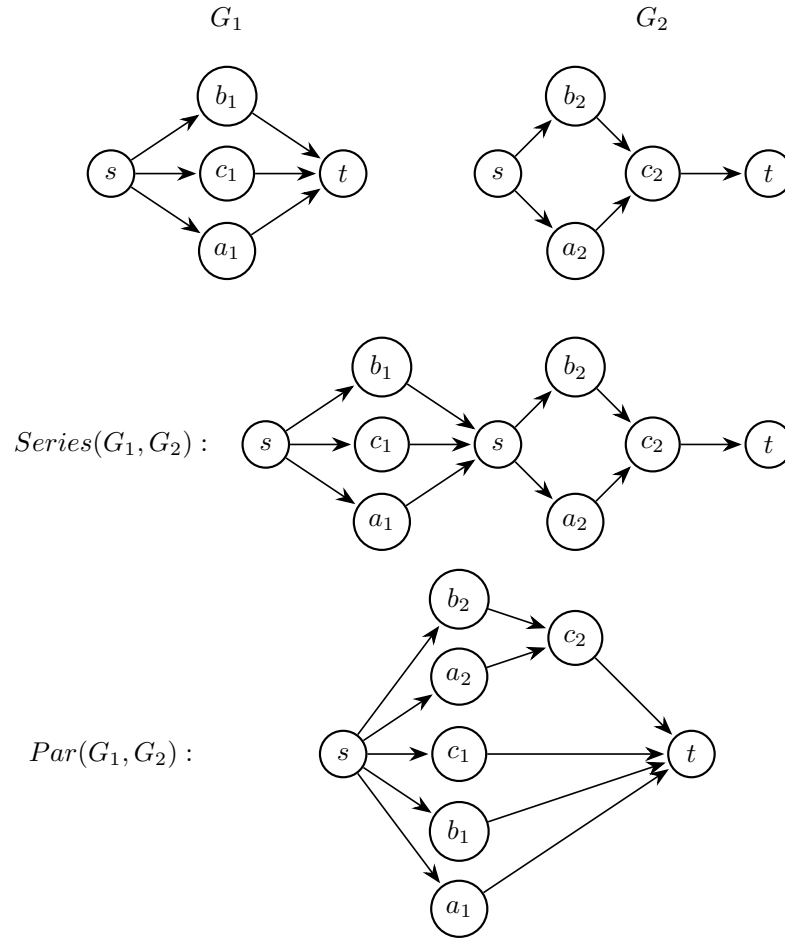 G₁ G₂
b₁ b₂
s c₁ t s c₂ t
a₁ a₂
b₁ b₂
Series(G₁, G₂) : s c₁ s c₂ t
a₁ a₂
b₂
c₂
a₂
Par(G₁, G₂) : s c₁ t
b₁
a₁